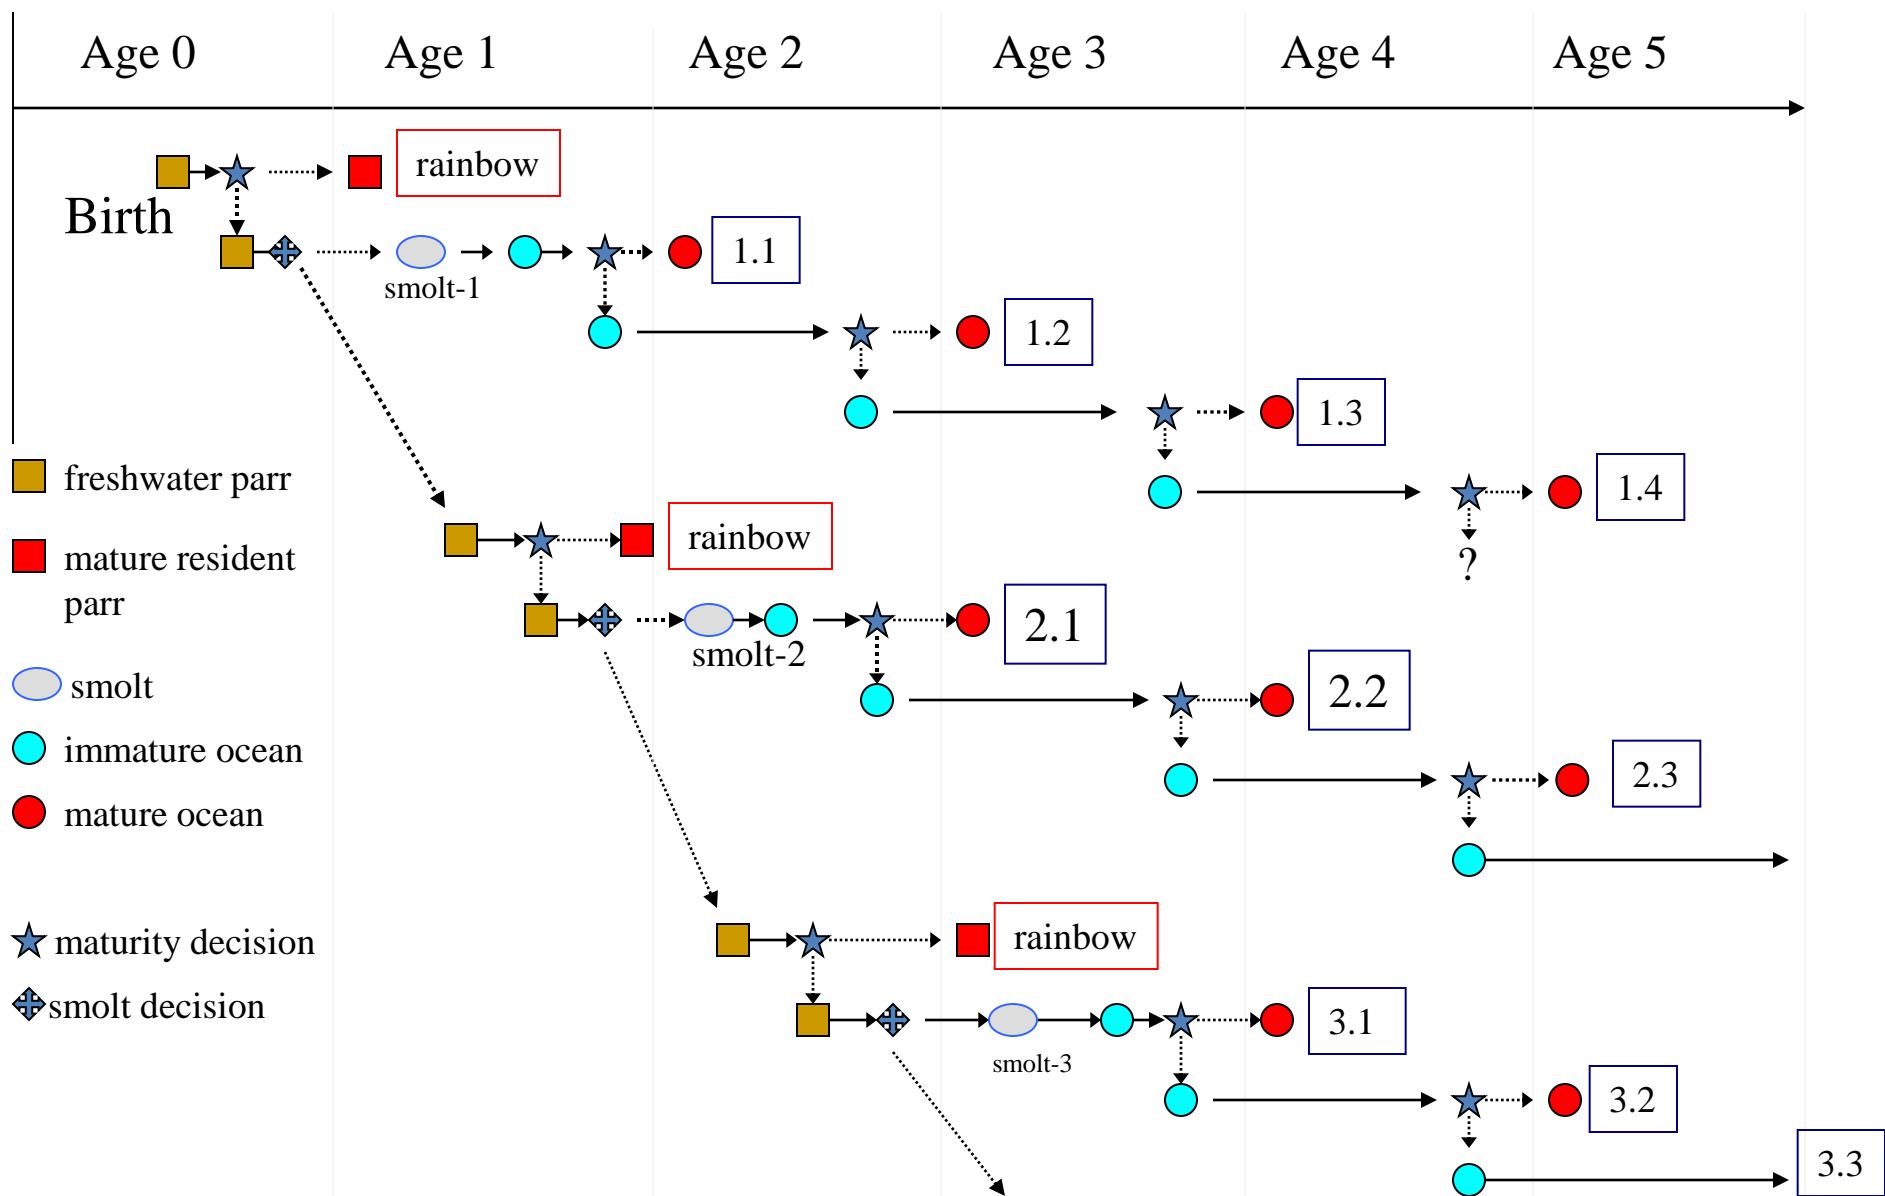 Age 0 Age 1 Age 2 Age 3 Age 4 Age 5
rainbow
Birth
1.1
smolt-1
1.2
1.3
freshwater parr
1.4
rainbow
mature resident
parr
?
2.1
smolt-2
smolt
2.2
immature ocean
2.3
mature ocean
maturity decision
rainbow
smolt decision
3.1
smolt-3
3.2
3.3